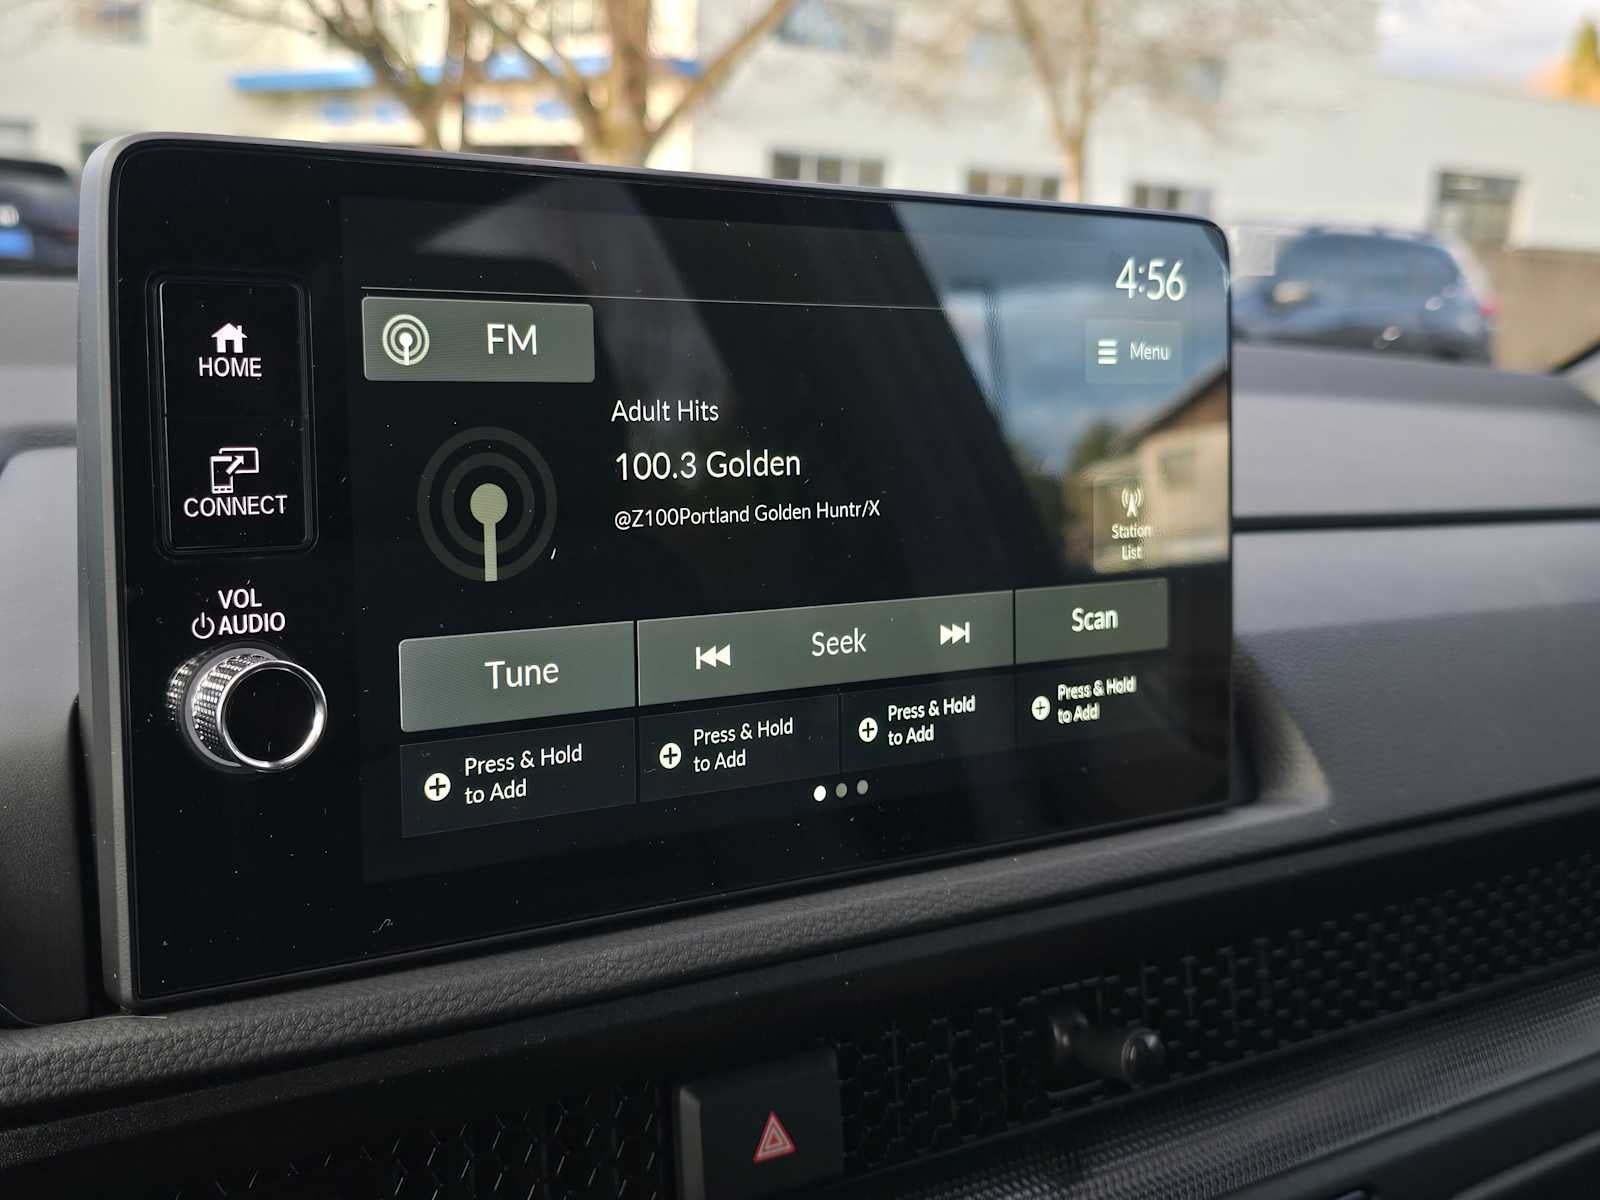 4:56
HOME
FM
Menu
Adult Hits
100.3 Golden
@Z100Portland Golden Huntr/X
CONNECT
Station
List
VOL
AUDIO
Tune
Seek
Scan
Press & Hold
to Add
Press & Hold
to Add
Press & Hold
to Add
Press & Hold
to Add